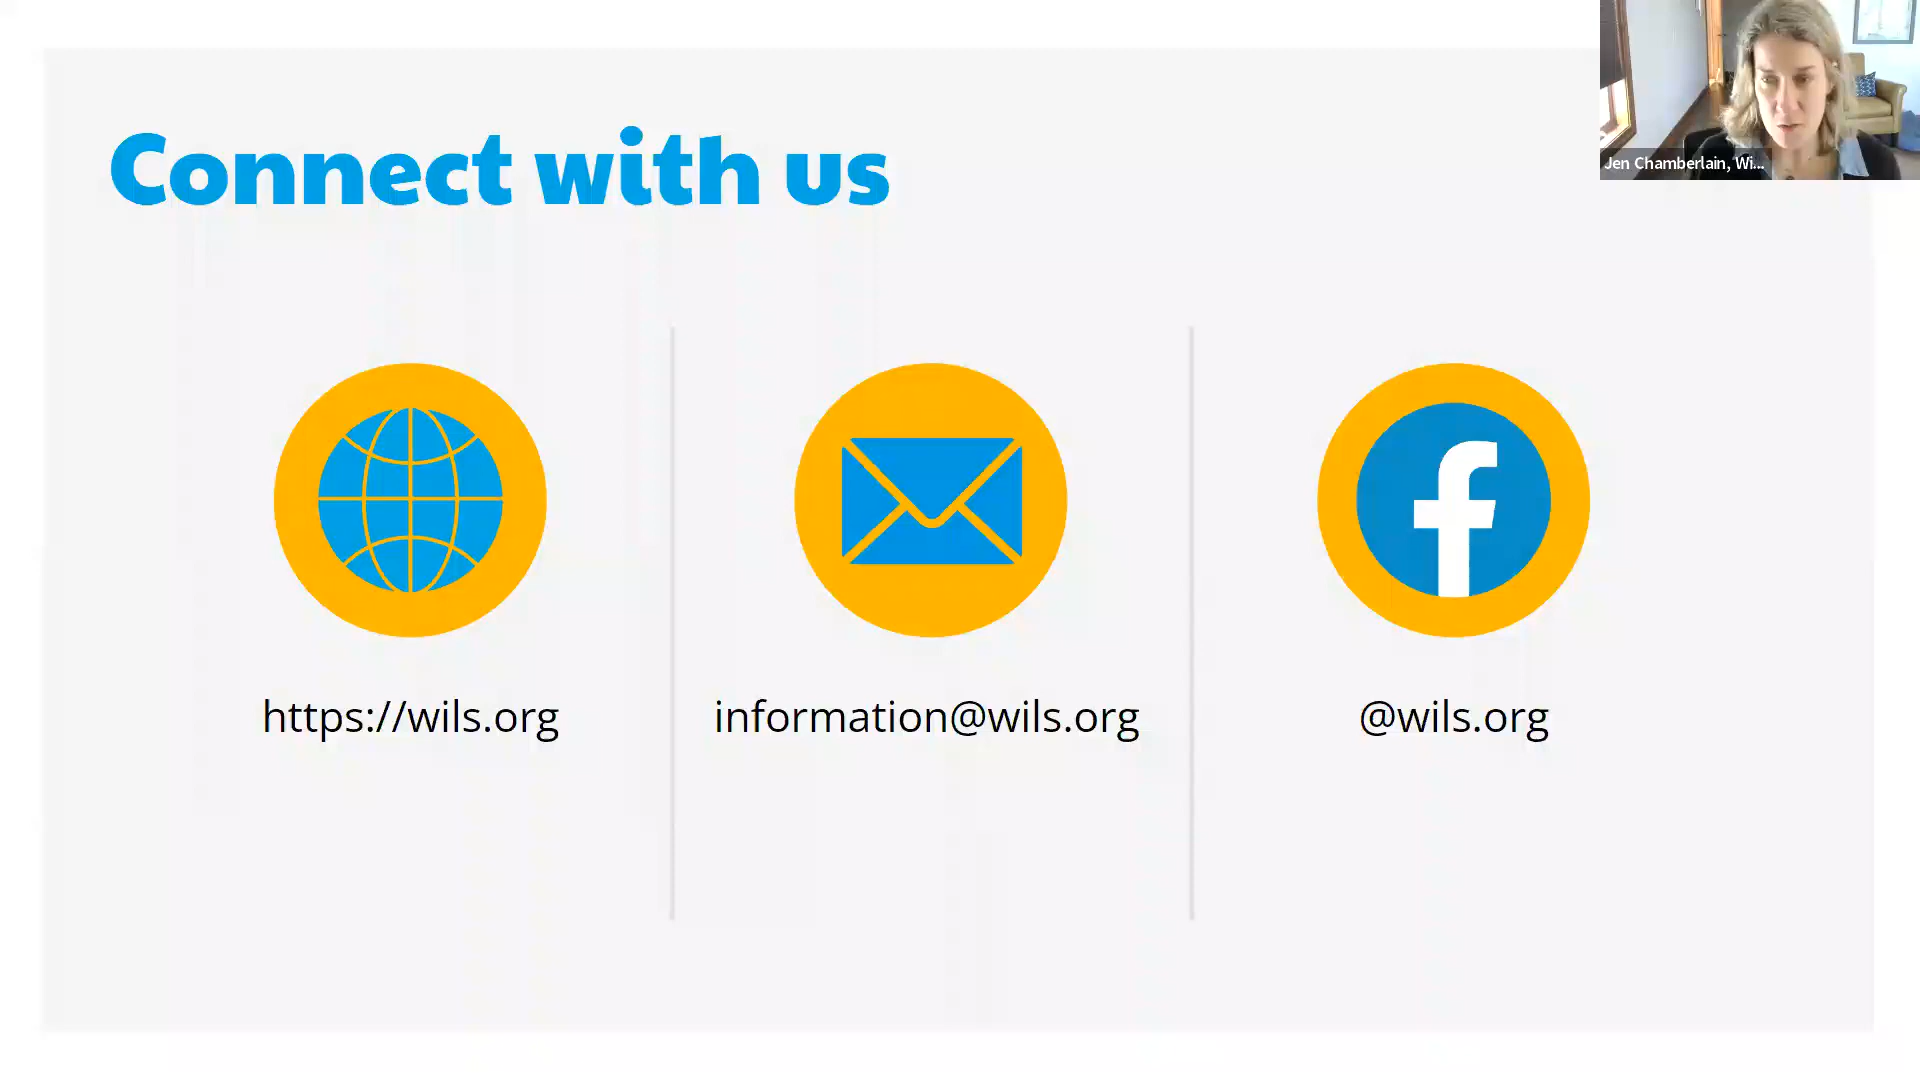 Connect with us
Jen Chamberlain, Wi...
https://wils.org
information@wils.org
@wils.org